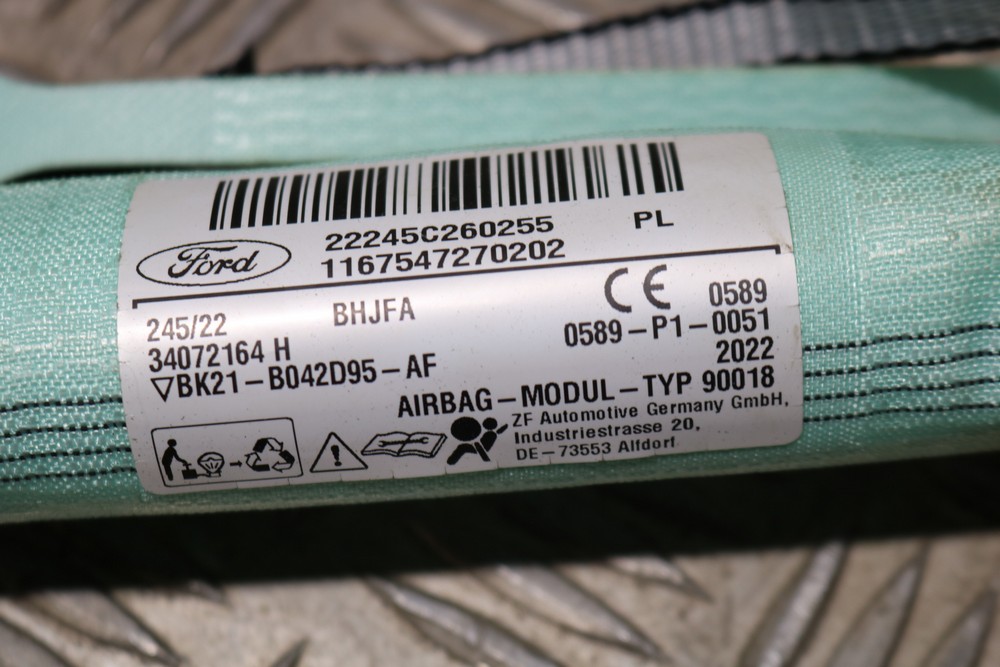 22245C260255 PL
Ford 1167547270202
245/22 BHJFA CE 0589
34072164 H 0589-P1-0051
▽BK21-B042D95-AF 2022
AIRBAG-MODUL-TYP 90018
ZF Automotive Germany GmbH,
Industriestrasse 20,
DE-73553 Alfdorf